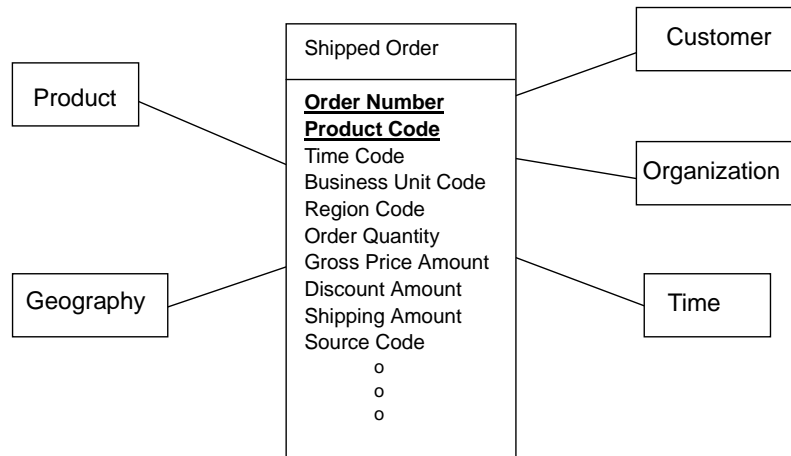 Product
Geography
Shipped Order
Order Number
Product Code
Time Code
Business Unit Code
Region Code
Order Quantity
Gross Price Amount
Discount Amount
Shipping Amount
Source Code
o
o
o
Customer
Organization
Time